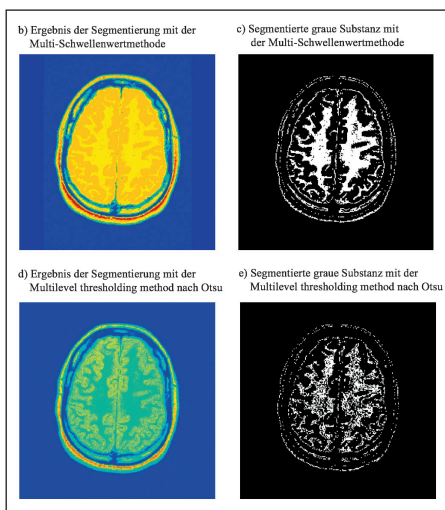 b) Ergebnis der Segmentierung mit der
Multi-Schwellenwertmethode
c) Segmentierte graue Substanz mit
der Multi-Schwellenwertmethode
d) Ergebnis der Segmentierung mit der
Multilevel thresholding method nach Otsu
e) Segmentierte graue Substanz mit der
Multilevel thresholding method nach Otsu